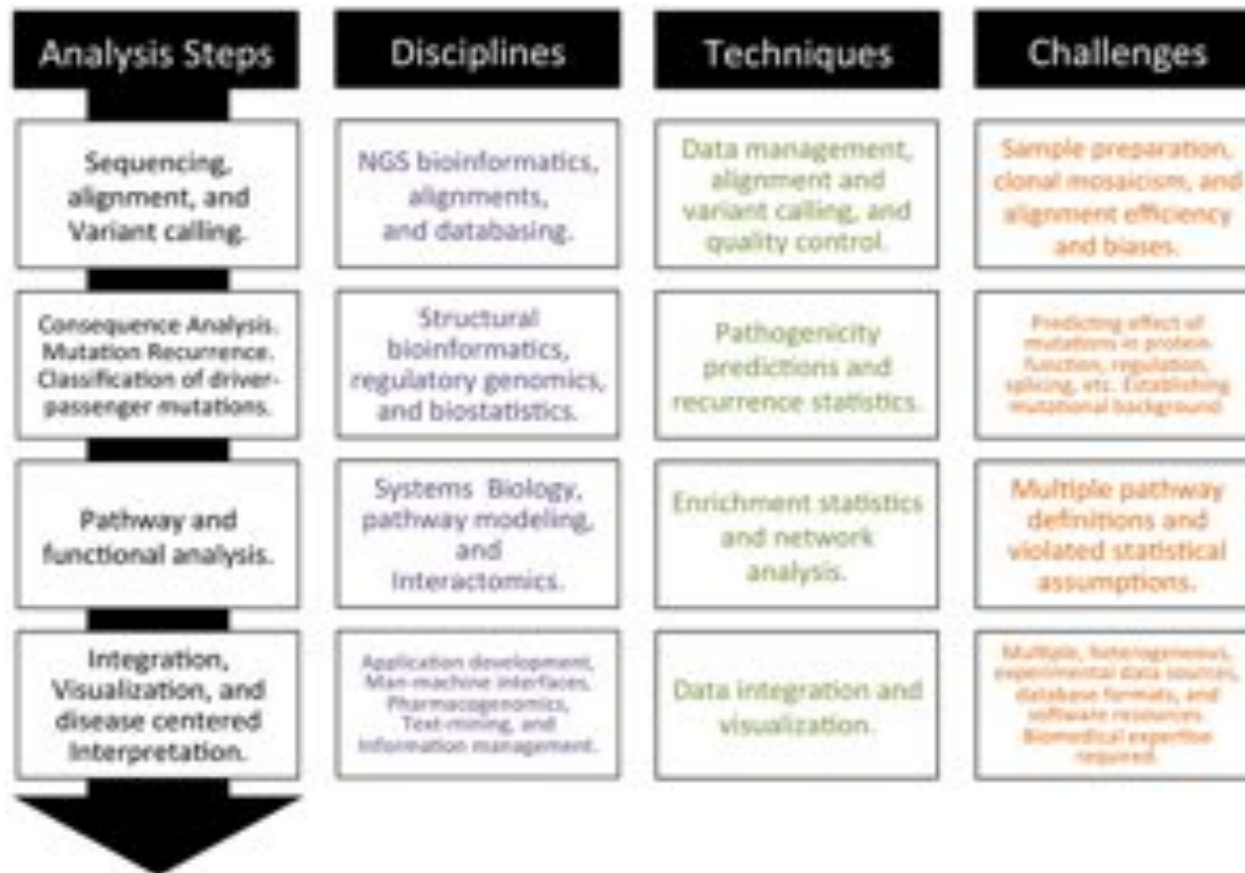 Analysis Steps
Disciplines
Techniques
Challenges
Sequencing,
alignment, and
Variant calling.
NGS bioinformatics,
alignments,
and databasing.
Data management,
alignment and
variant calling, and
quality control.
Sample preparation,
clonal mosaicism, and
alignment efficiency
and biases.
Consequence Analysis.
Mutation Recurrence.
Classification of driver-
passenger mutations.
Structural
bioinformatics,
regulatory genomics,
and biostatistics.
Pathogenicity
predictions and
recurrence statistics.
Predicting effect of
mutations in protein
function, regulation,
splicing, etc. Establishing
mutational background
Pathway and
functional analysis.
Systems Biology,
pathway modeling,
and
Interactomics.
Enrichment statistics
and network
analysis.
Multiple pathway
definitions and
violated statistical
assumptions.
Integration,
Visualization, and
disease centered
Interpretation.
Application development,
Man-machine interfaces,
Pharmacogenomics,
Text-mining, and
Information management.
Data integration and
visualization.
Multiple, heterogeneous,
experimental data sources,
database formats, and
software resources.
Biomedical expertise
required.